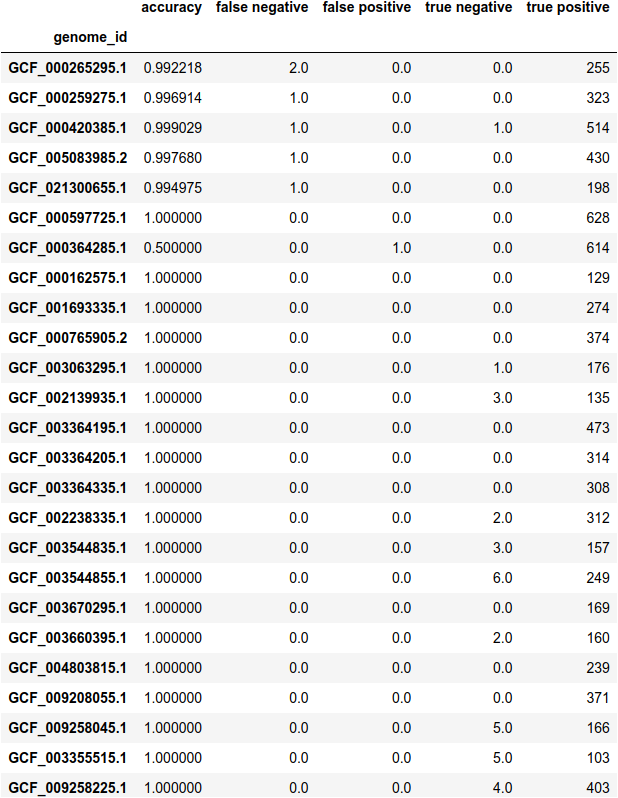 accuracy false negative false positive true negative true positive
genome_id
GCF_000265295.1 0.992218 2.0 0.0 0.0 255
GCF_000259275.1 0.996914 1.0 0.0 0.0 323
GCF_000420385.1 0.999029 1.0 0.0 1.0 514
GCF_005083985.2 0.997680 1.0 0.0 0.0 430
GCF_021300655.1 0.994975 1.0 0.0 0.0 198
GCF_000597725.1 1.000000 0.0 0.0 0.0 628
GCF_000364285.1 0.500000 0.0 1.0 0.0 614
GCF_000162575.1 1.000000 0.0 0.0 0.0 129
GCF_001693335.1 1.000000 0.0 0.0 0.0 274
GCF_000765905.2 1.000000 0.0 0.0 0.0 374
GCF_003063295.1 1.000000 0.0 0.0 1.0 176
GCF_002139935.1 1.000000 0.0 0.0 3.0 135
GCF_003364195.1 1.000000 0.0 0.0 0.0 473
GCF_003364205.1 1.000000 0.0 0.0 0.0 314
GCF_003364335.1 1.000000 0.0 0.0 0.0 308
GCF_002238335.1 1.000000 0.0 0.0 2.0 312
GCF_003544835.1 1.000000 0.0 0.0 3.0 157
GCF_003544855.1 1.000000 0.0 0.0 6.0 249
GCF_003670295.1 1.000000 0.0 0.0 0.0 169
GCF_003660395.1 1.000000 0.0 0.0 2.0 160
GCF_004803815.1 1.000000 0.0 0.0 0.0 239
GCF_009208055.1 1.000000 0.0 0.0 0.0 371
GCF_009258045.1 1.000000 0.0 0.0 5.0 166
GCF_003355515.1 1.000000 0.0 0.0 5.0 103
GCF_009258225.1 1.000000 0.0 0.0 4.0 403